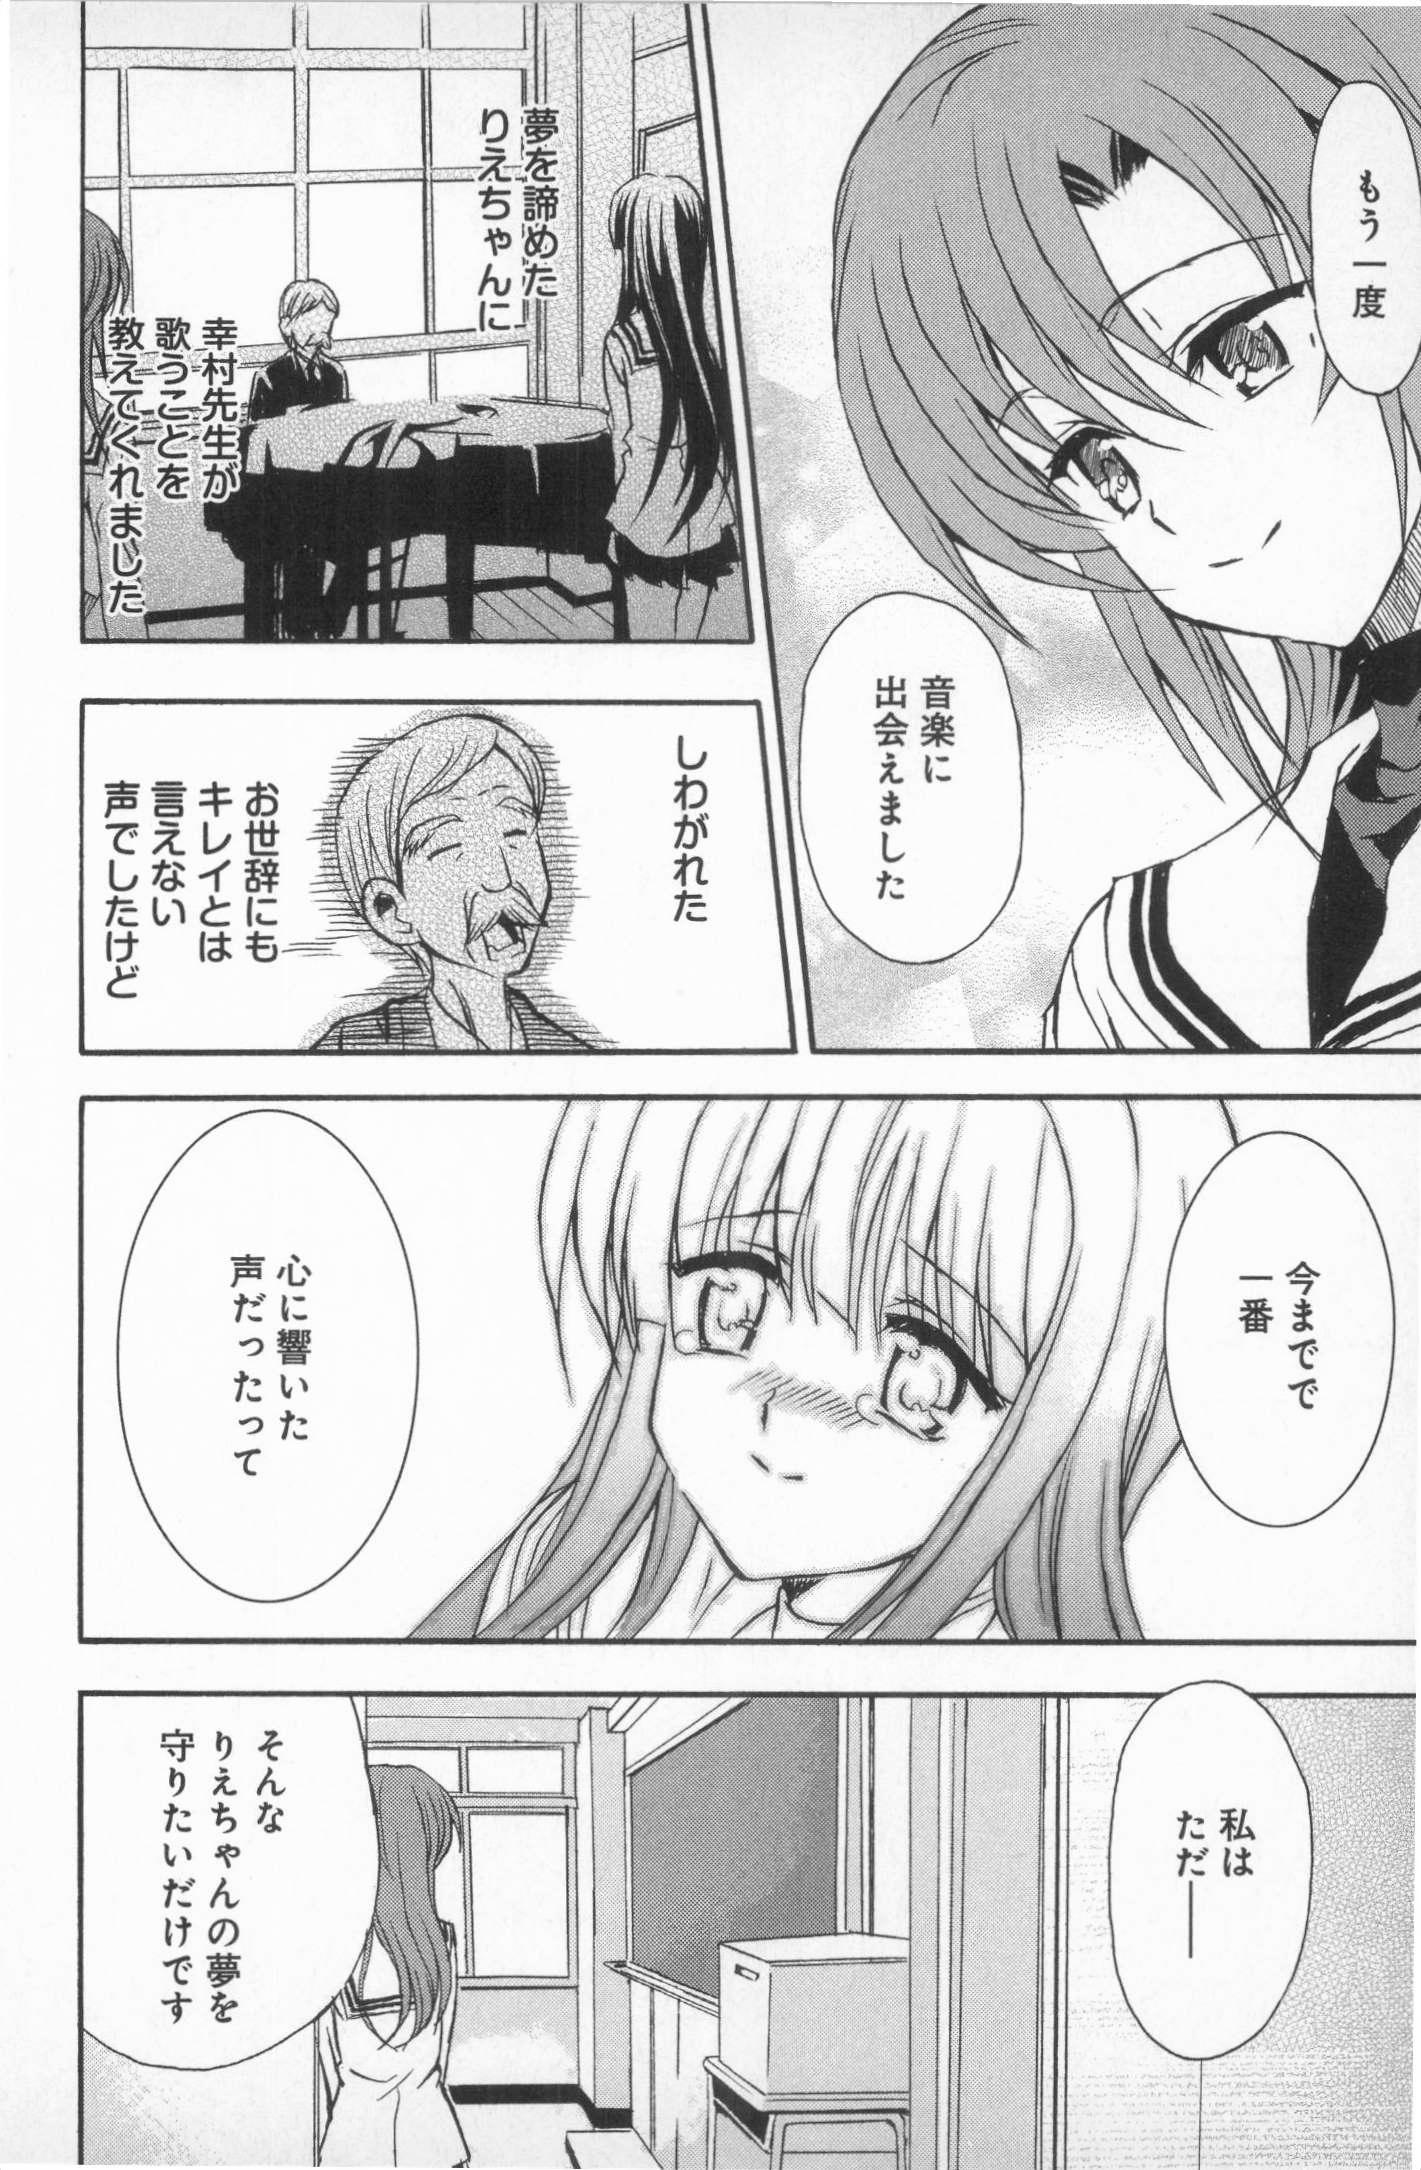 もう一度
音楽に
出会えました
夢を諦めた
りえちゃんに
幸村先生が
歌うことを
教えてくれました
しわがれた
お世辞にも
キレイとは
言えない
声でしたけど
今までで
一番
心に響いた
声だったって
私は
ただ――
そんな
りえちゃんの夢を
守りたいだけです